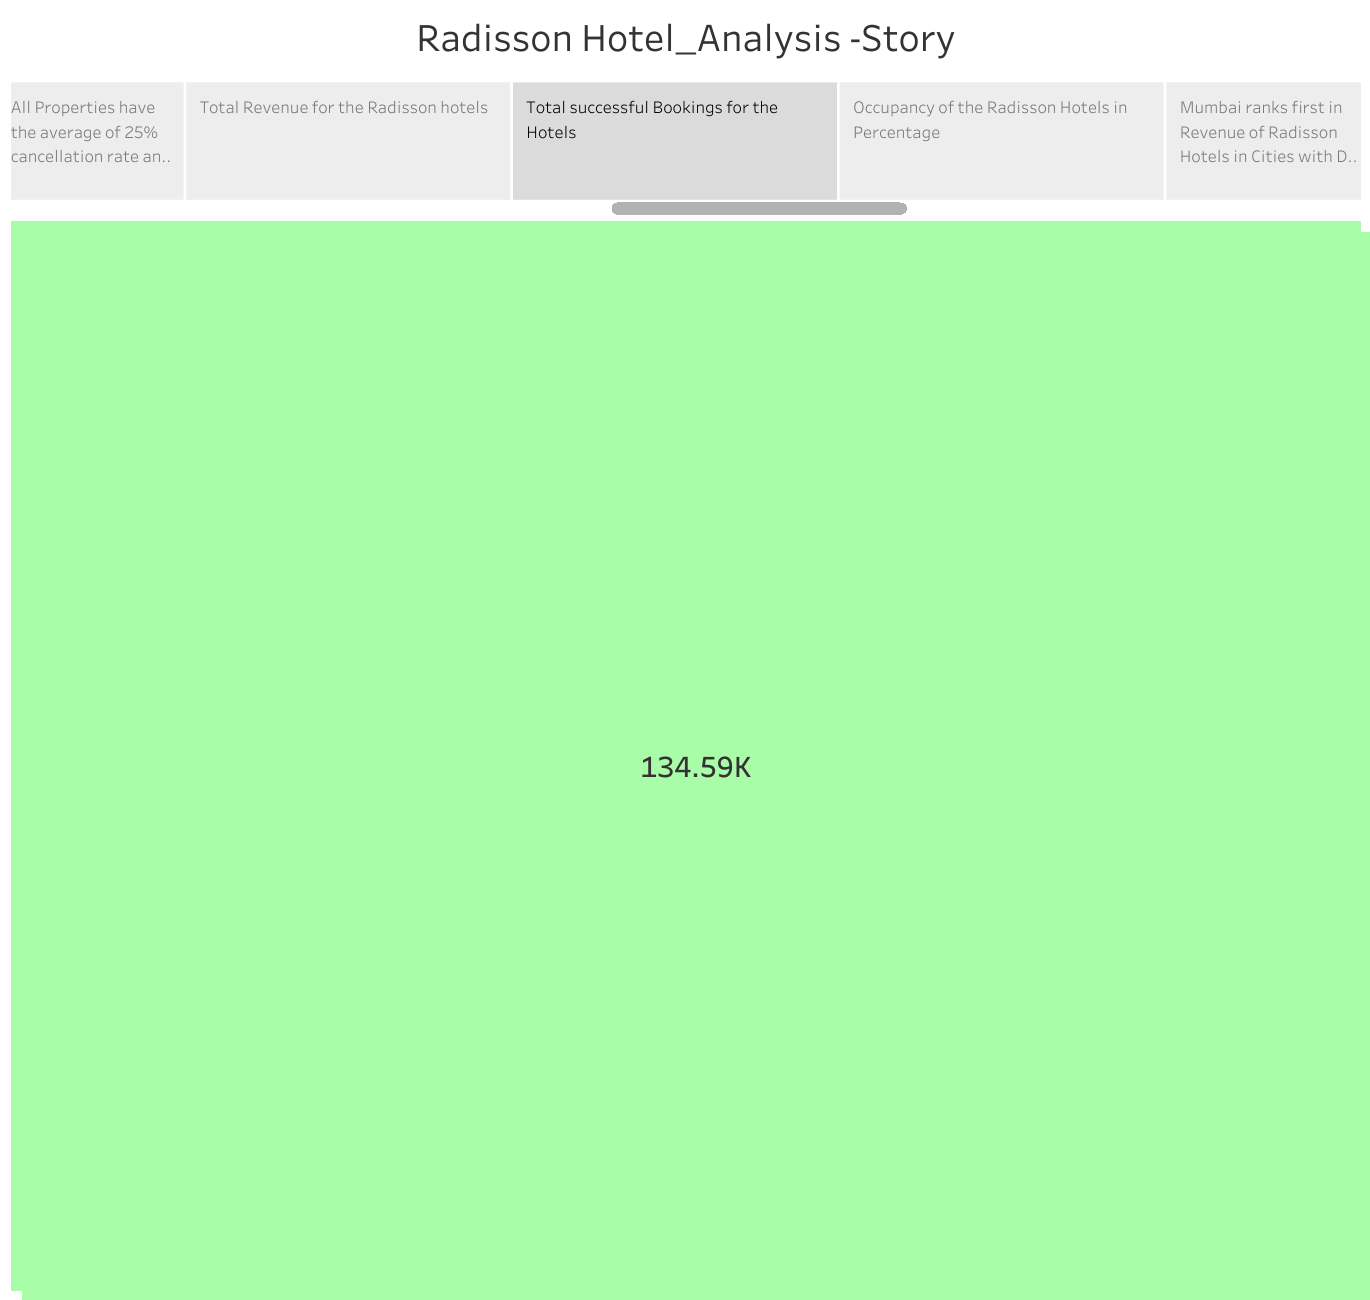 Radisson Hotel_Analysis -Story
All Properties have
the average of 25%
cancellation rate an..
Total Revenue for the Radisson hotels
Total successful Bookings for the
Hotels
Occupancy of the Radisson Hotels in
Percentage
Mumbai ranks first in
Revenue of Radisson
Hotels in Cities with D..
134.59K